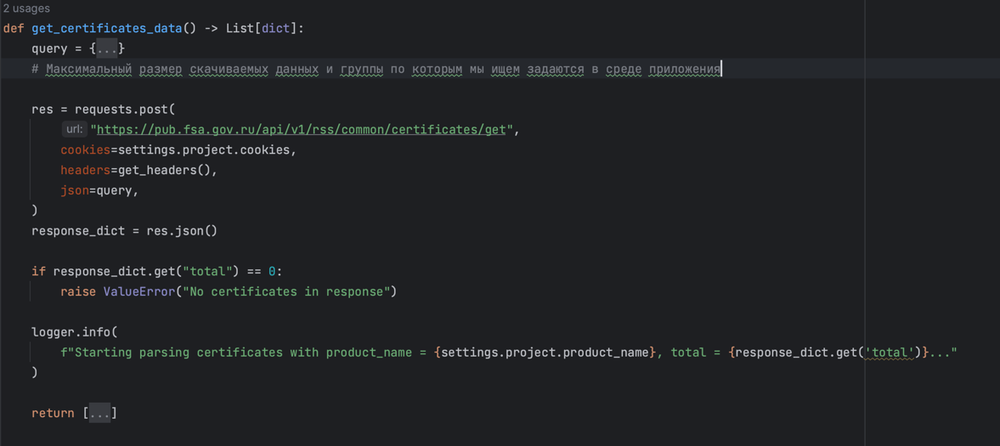 2 usages
def get_certificates_data() -> List[dict]:
query = {...}
# Максимальный размер скачиваемых данных и группы по которым мы ищем задаются в среде приложения
res = requests.post(
url: "https://pub.fsa.gov.ru/api/v1/rss/common/certificates/get",
cookies=settings.project.cookies,
headers=get_headers(),
json=query,
)
response_dict = res.json()
if response_dict.get("total") == 0:
raise ValueError("No certificates in response")
logger.info(
f"Starting parsing certificates with product_name = {settings.project.product_name}, total = {response_dict.get('total')}..."
)
return [...]